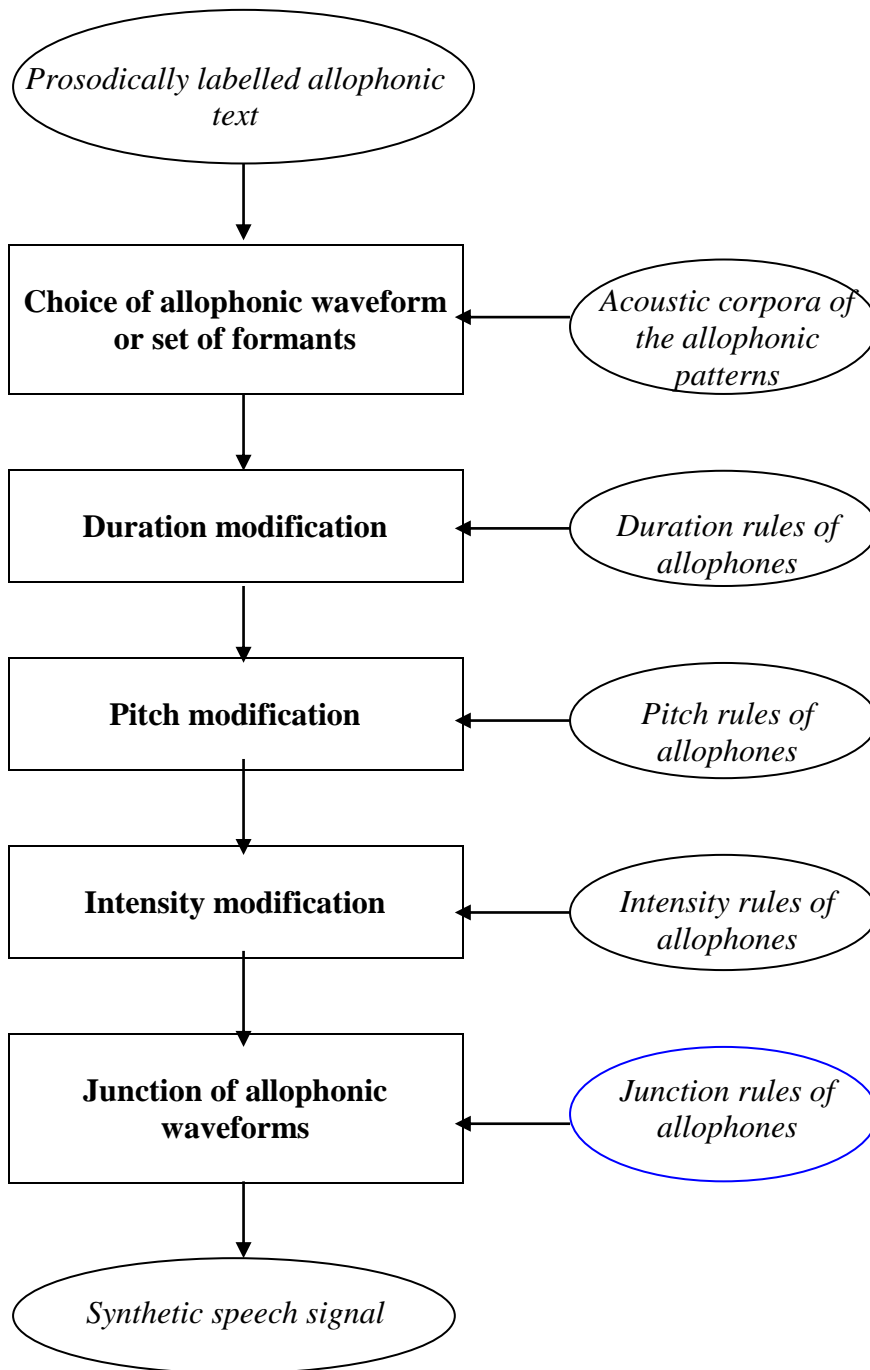 Prosodically labelled allophonic
text
Choice of allophonic waveform
or set of formants
Acoustic corpora of
the allophonic
patterns
Duration modification
Duration rules of
allophones
Pitch modification
Pitch rules of
allophones
Intensity modification
Intensity rules of
allophones
Junction of allophonic
waveforms
Junction rules of
allophones
Synthetic speech signal